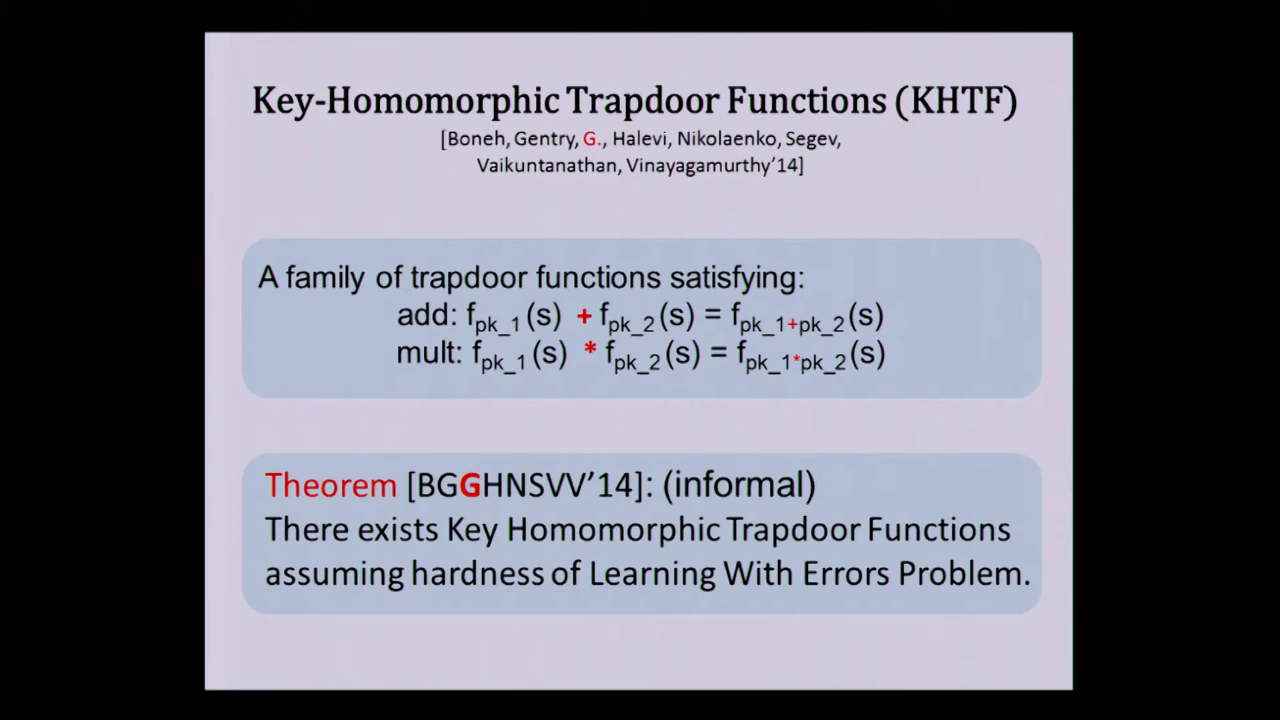 Key-Homomorphic Trapdoor Functions (KHTF)
[Boneh, Gentry, G., Halevi, Nikolaenko, Segev,
Vaikuntanathan, Vinayagamurthy’14]
A family of trapdoor functions satisfying:
add: fpk_1 (s) + fpk_2 (s) = fpk_1+pk_2 (s)
mult: fpk_1 (s) * fpk_2 (s) = fpk_1*pk_2 (s)
Theorem [BGGHNSVV’14]: (informal)
There exists Key Homomorphic Trapdoor Functions
assuming hardness of Learning With Errors Problem.